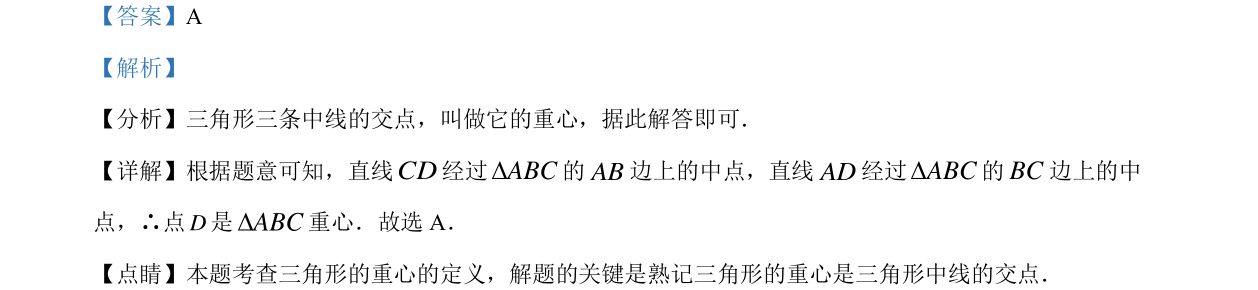 【答案】A
【解析】
【分析】三角形三条中线的交点，叫做它的重心，据此解答即可．
【详解】根据题意可知，直线CD经过ΔABC的AB边上的中点，直线AD经过ΔABC的BC边上的中
点，∴点D是ΔABC重心．故选A．
【点睛】本题考查三角形的重心的定义，解题的关键是熟记三角形的重心是三角形中线的交点．